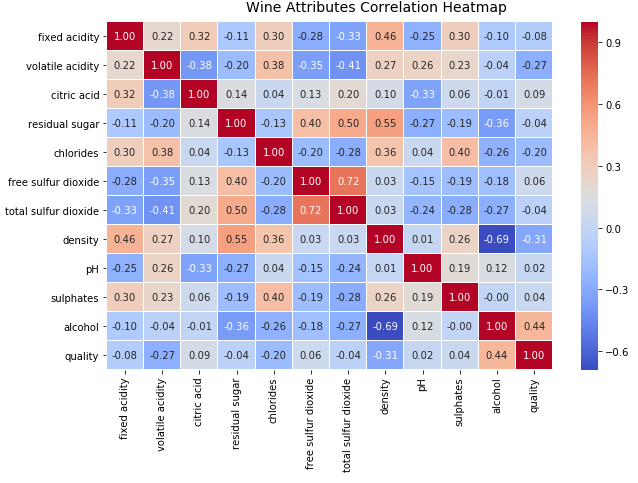 Wine Attributes Correlation Heatmap
fixed acidity 1.00 0.22 0.32 -0.11 0.30 -0.28 -0.33 0.46 -0.25 0.30 -0.10 -0.08
volatile acidity 0.22 1.00 -0.38 -0.20 0.38 -0.35 -0.41 0.27 0.26 0.23 -0.04 -0.27
citric acid 0.32 -0.38 1.00 0.14 0.04 0.13 0.20 0.10 -0.33 0.06 -0.01 0.09
residual sugar -0.11 -0.20 0.14 1.00 -0.13 0.40 0.50 0.55 -0.27 -0.19 -0.36 -0.04
chlorides 0.30 0.38 0.04 -0.13 1.00 -0.20 -0.28 0.36 0.04 0.40 -0.26 -0.20
free sulfur dioxide -0.28 -0.35 0.13 0.40 -0.20 1.00 0.72 0.03 -0.15 -0.19 -0.18 0.06
total sulfur dioxide -0.33 -0.41 0.20 0.50 -0.28 0.72 1.00 0.03 -0.24 -0.28 -0.27 -0.04
density 0.46 0.27 0.10 0.55 0.36 0.03 0.03 1.00 0.01 0.26 -0.69 -0.31
pH -0.25 0.26 -0.33 -0.27 0.04 -0.15 -0.24 0.01 1.00 0.19 0.12 0.02
sulphates 0.30 0.23 0.06 -0.19 0.40 -0.19 -0.28 0.26 0.19 1.00 -0.00 0.04
alcohol -0.10 -0.04 -0.01 -0.36 -0.26 -0.18 -0.27 -0.69 0.12 -0.00 1.00 0.44
quality -0.08 -0.27 0.09 -0.04 -0.20 0.06 -0.04 -0.31 0.02 0.04 0.44 1.00
fixed acidity
volatile acidity
citric acid
residual sugar
chlorides
free sulfur dioxide
total sulfur dioxide
density
pH
sulphates
alcohol
quality
0.9
0.6
0.3
0.0
−0.3
−0.6